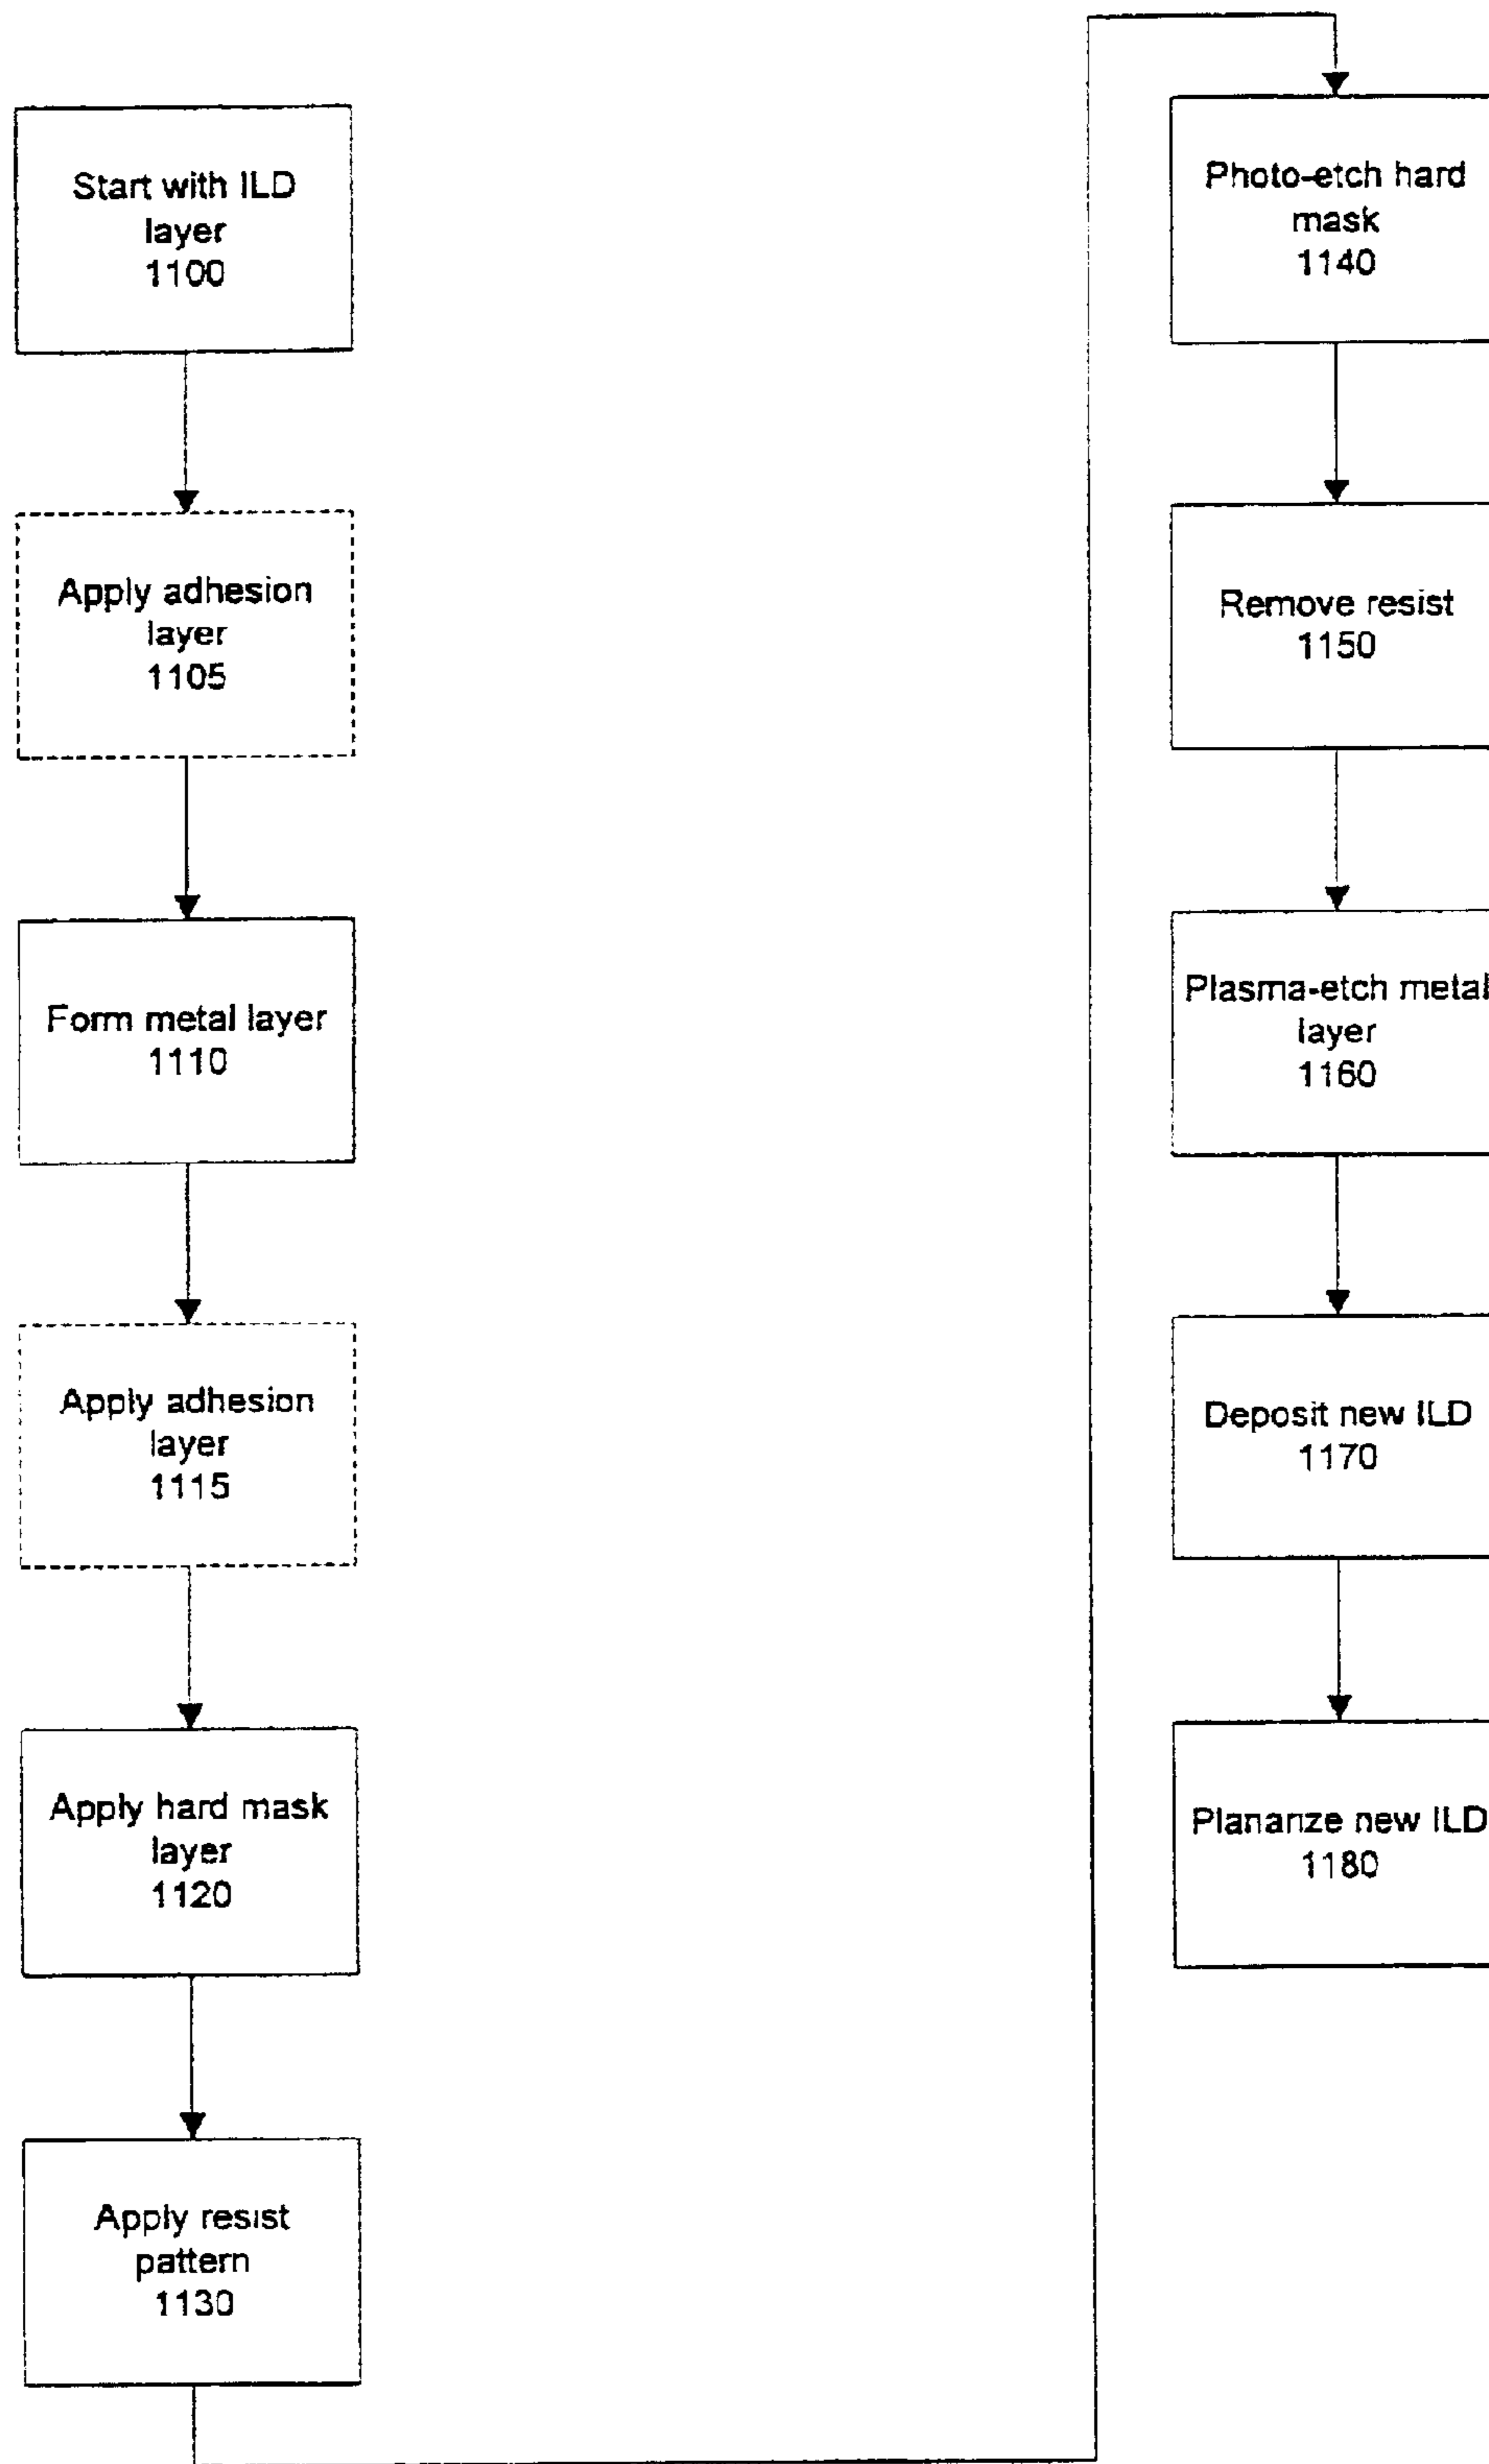 Start with ILD
layer
1100
Apply adhesion
layer
1105
Form metal layer
1110
Apply adhesion
layer
1115
Apply hard mask
layer
1120
Apply resist
pattern
1130
Photo-etch hard
mask
1140
Remove resist
1150
Plasma-etch metal
layer
1160
Deposit new ILD
1170
Planarize new ILD
1180